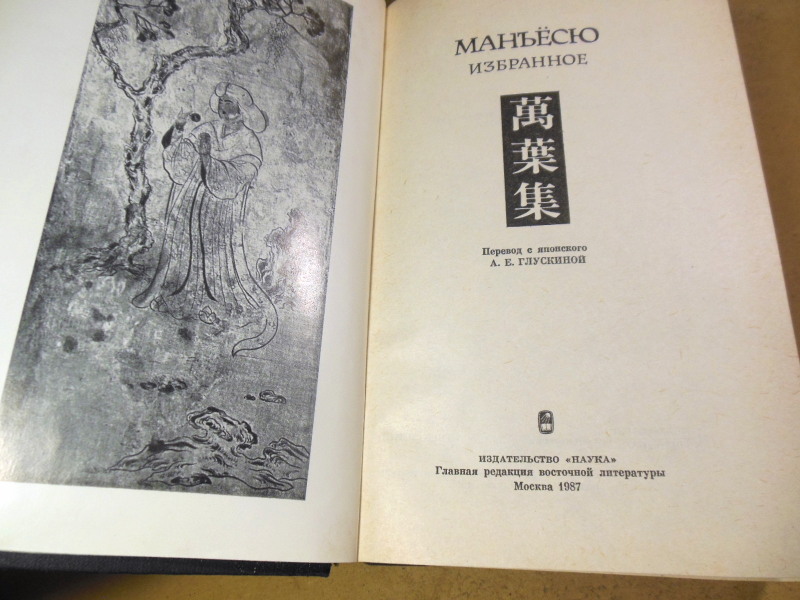 МАНЪЁСЮ
ИЗБРАННОЕ
萬
葉
集
Перевод с японского
А. Е. ГЛУСКИНОЙ
ИЗДАТЕЛЬСТВО «НАУКА»
Главная редакция восточной литературы
Москва 1987